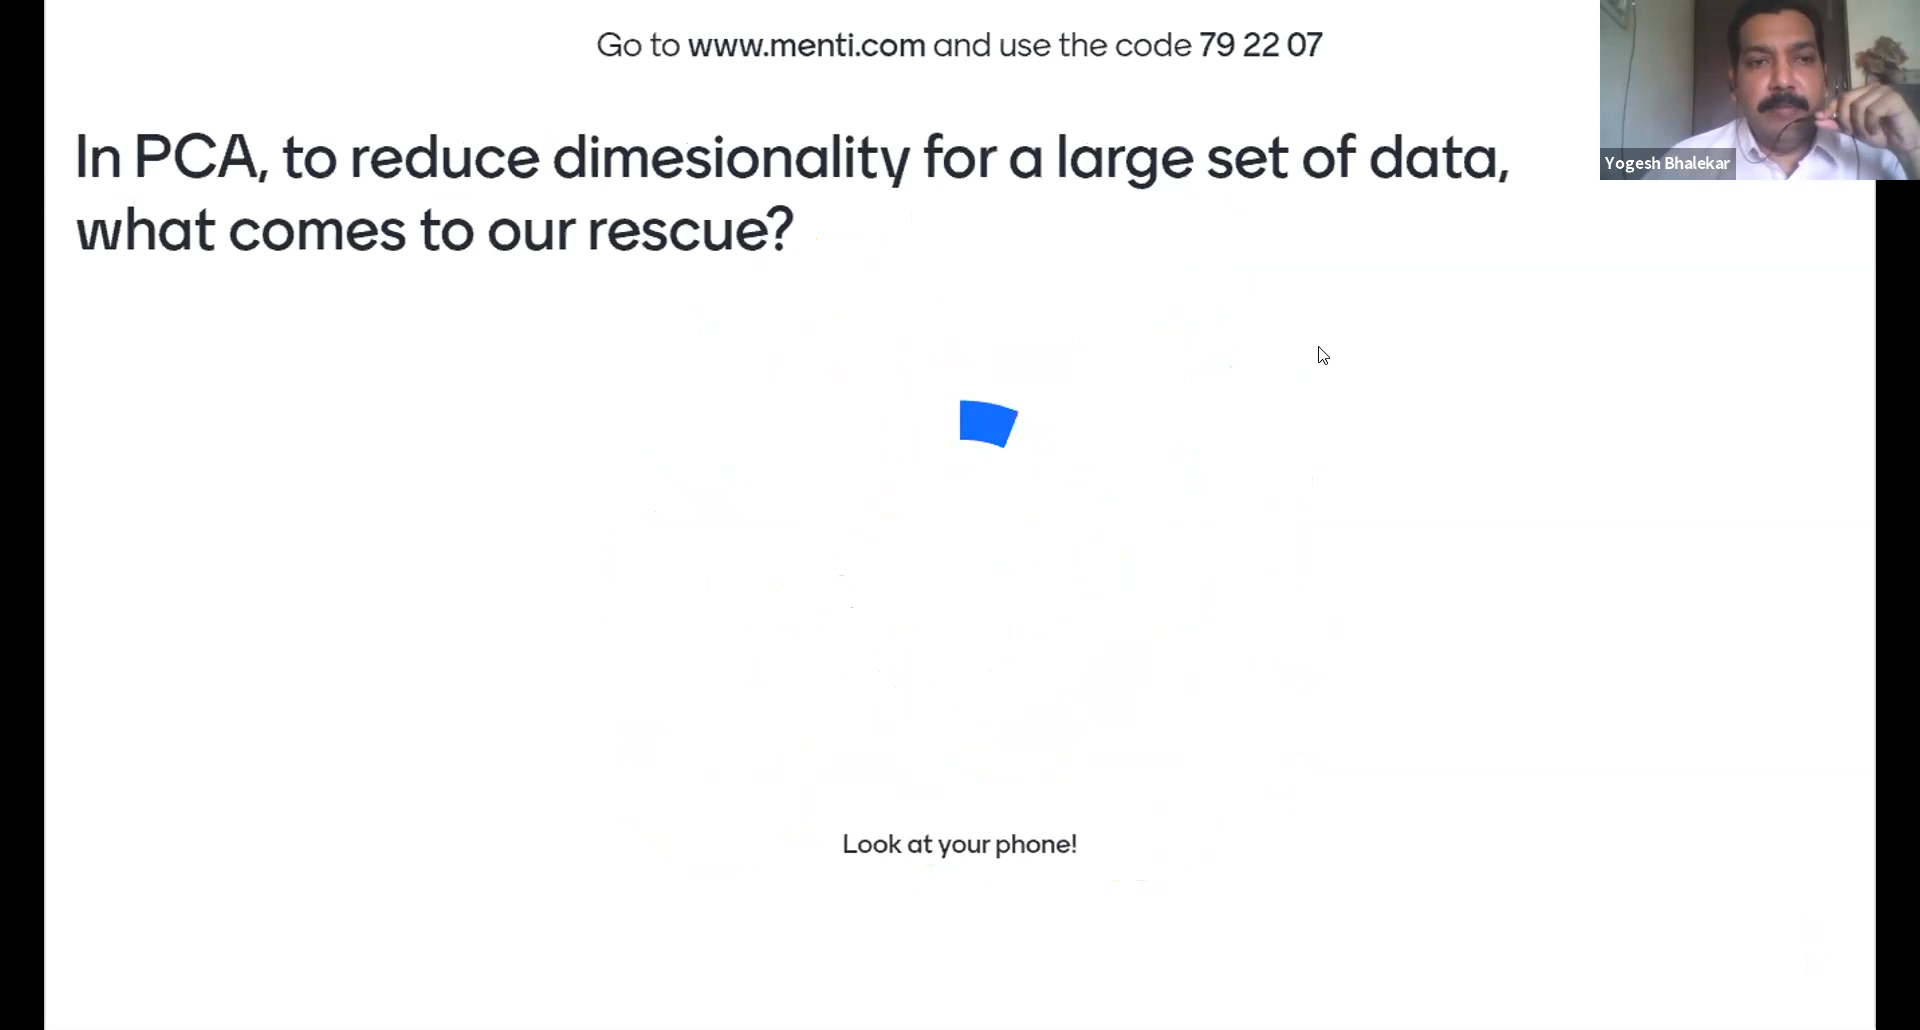 Go to www.menti.com and use the code 79 22 07
In PCA, to reduce dimesionality for a large set of data,
what comes to our rescue?
Yogesh Bhalekar
Look at your phone!